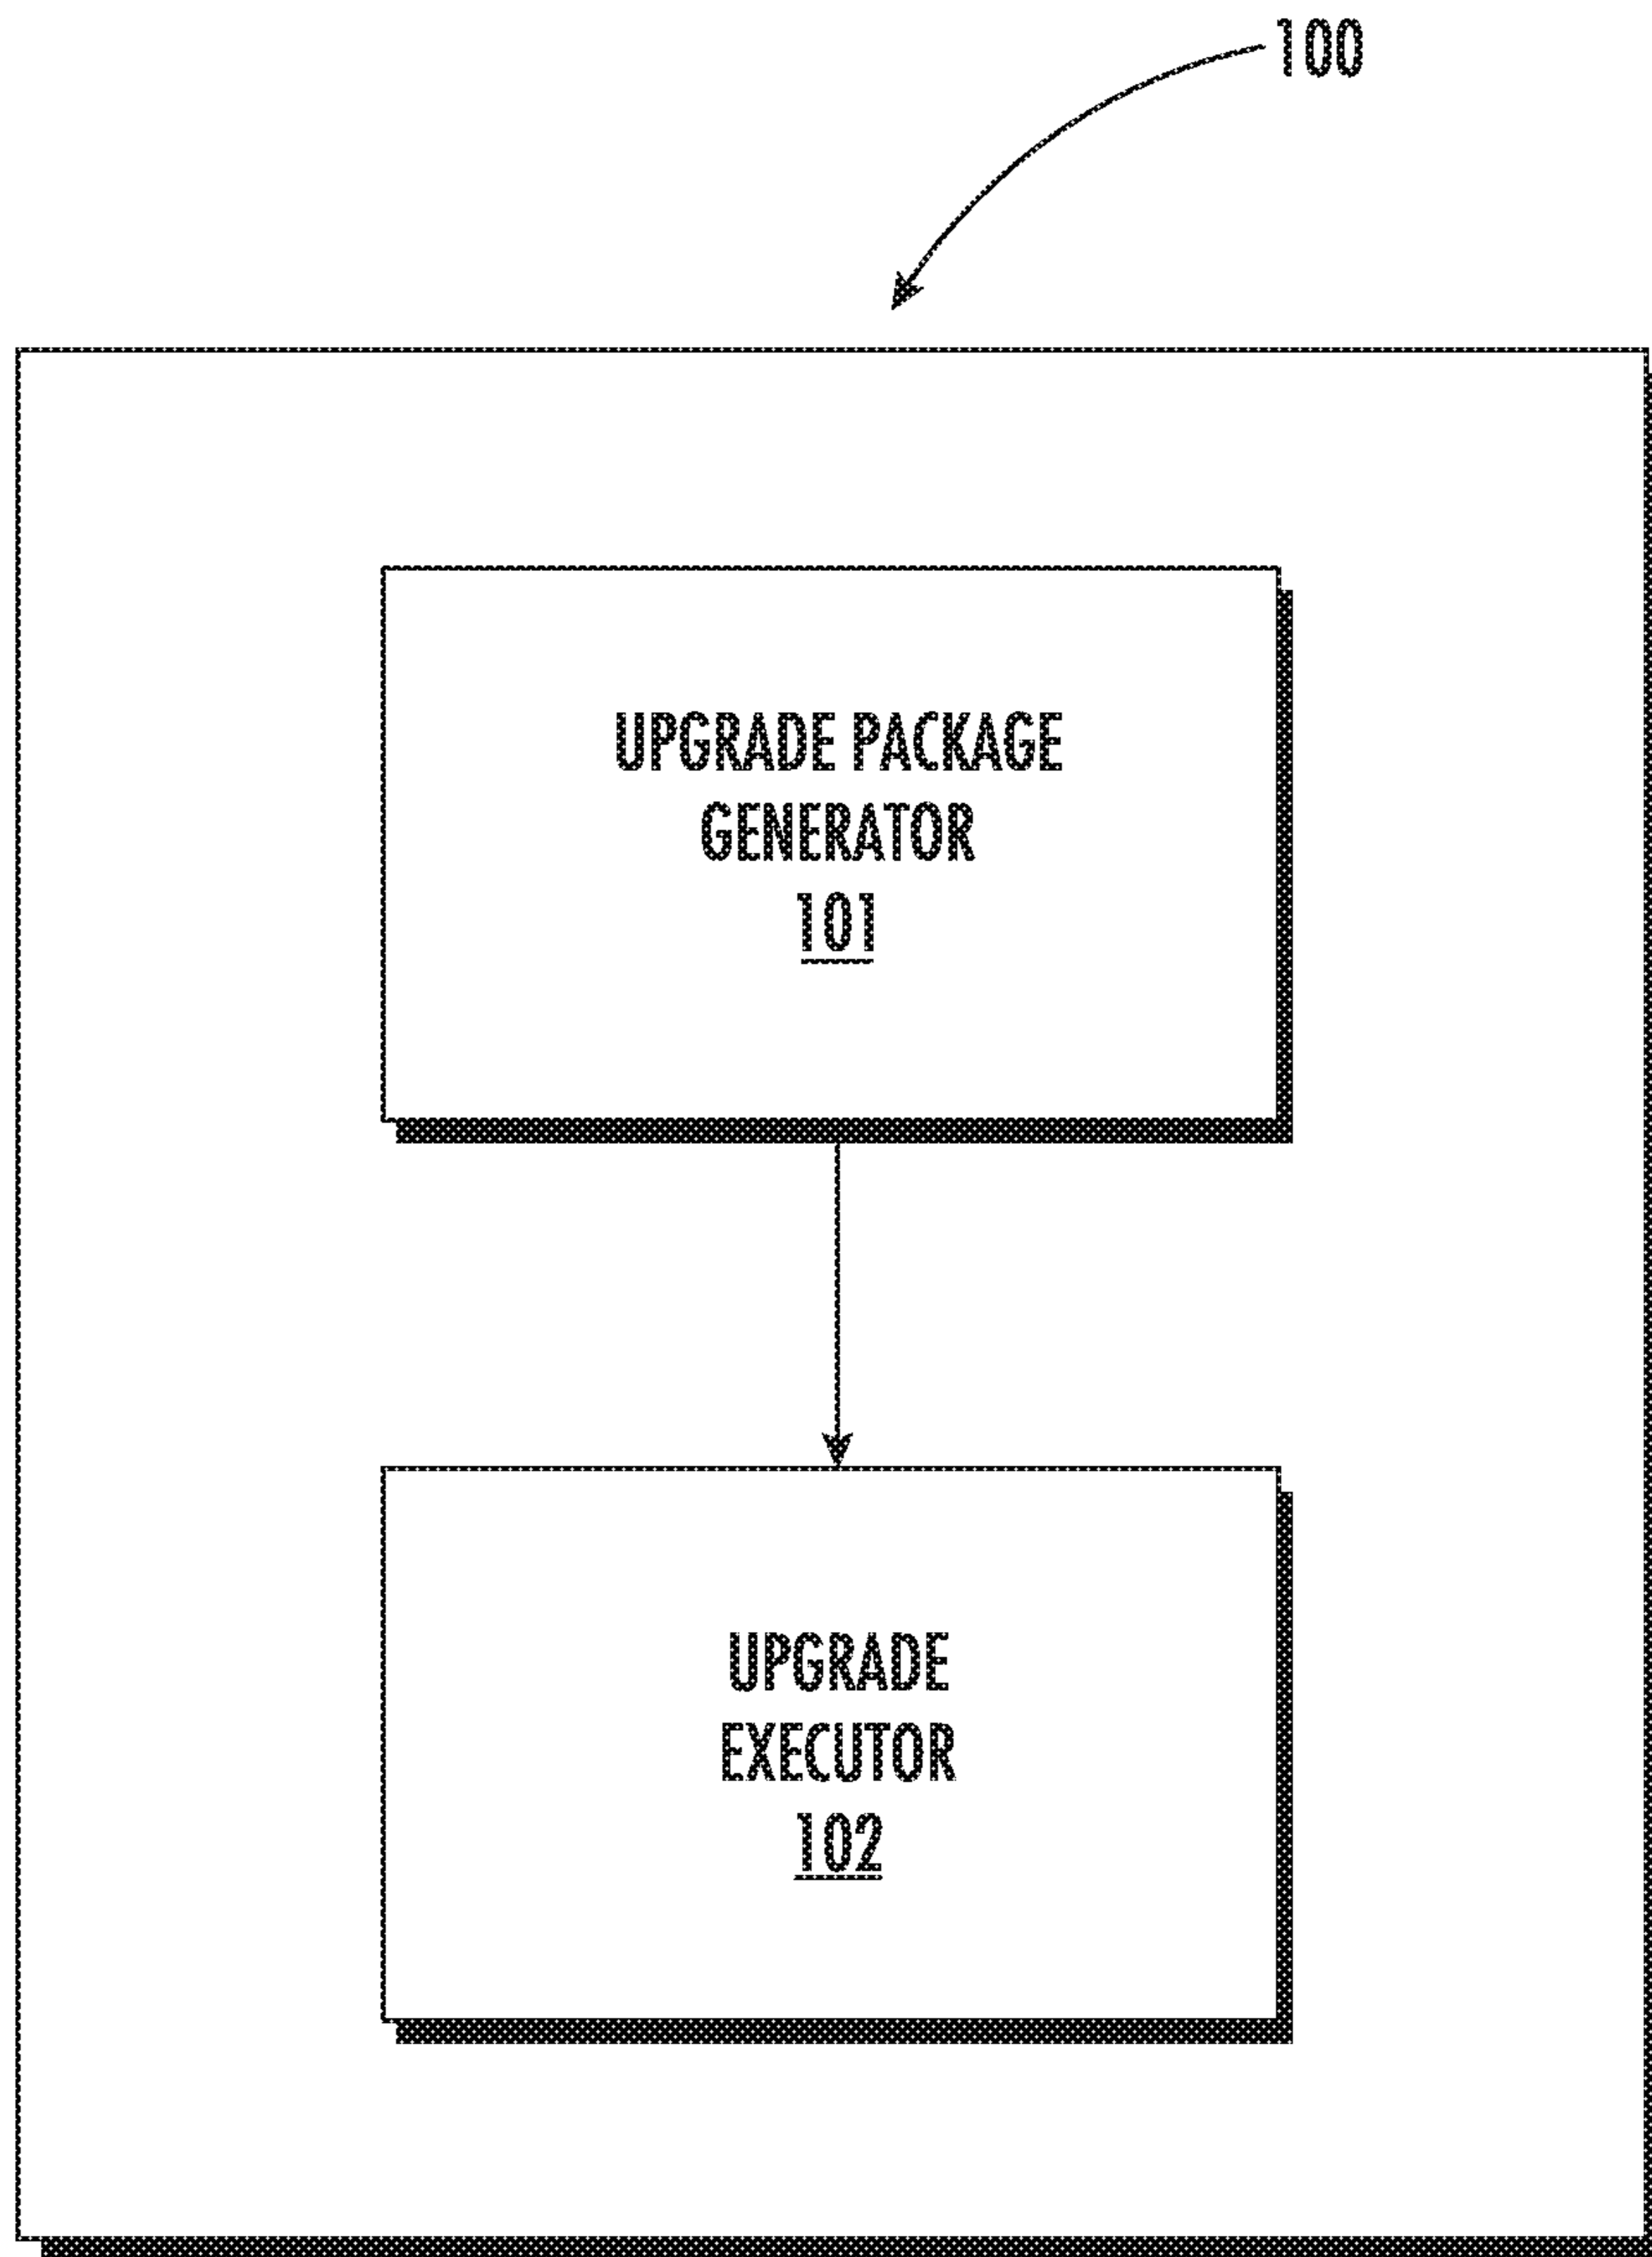 100
UPGRADE PACKAGE
GENERATOR
101
UPGRADE
EXECUTOR
102